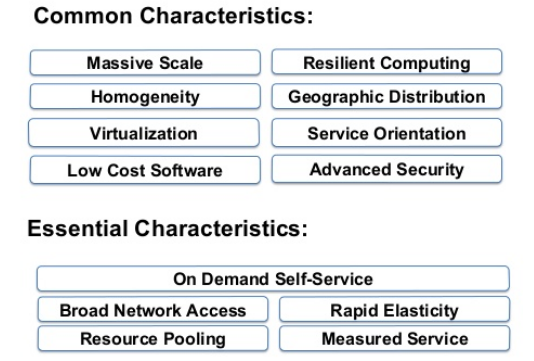 Common Characteristics:
Massive Scale
Resilient Computing
Homogeneity
Geographic Distribution
Virtualization
Service Orientation
Low Cost Software
Advanced Security
Essential Characteristics:
On Demand Self-Service
Broad Network Access
Rapid Elasticity
Resource Pooling
Measured Service